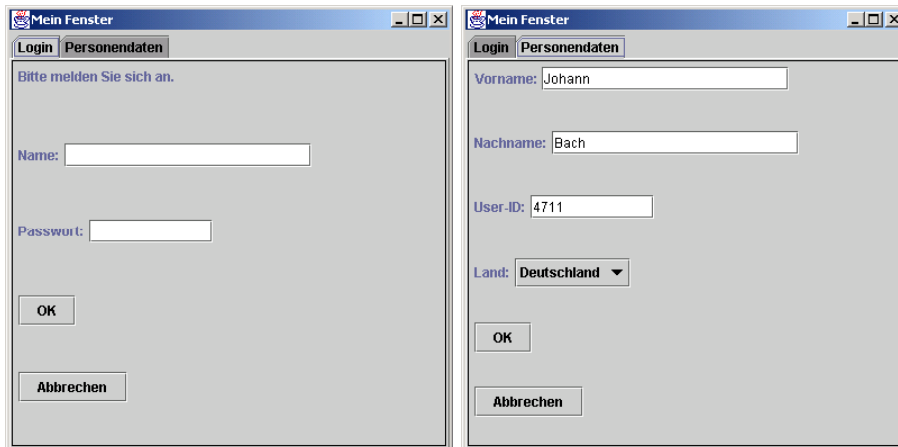 Mein Fenster
Login Personendaten
Bitte melden Sie sich an.
Name:
Passwort:
OK
Abbrechen
Mein Fenster
Login Personendaten
Vorname: Johann
Nachname: Bach
User-ID: 4711
Land: Deutschland
OK
Abbrechen